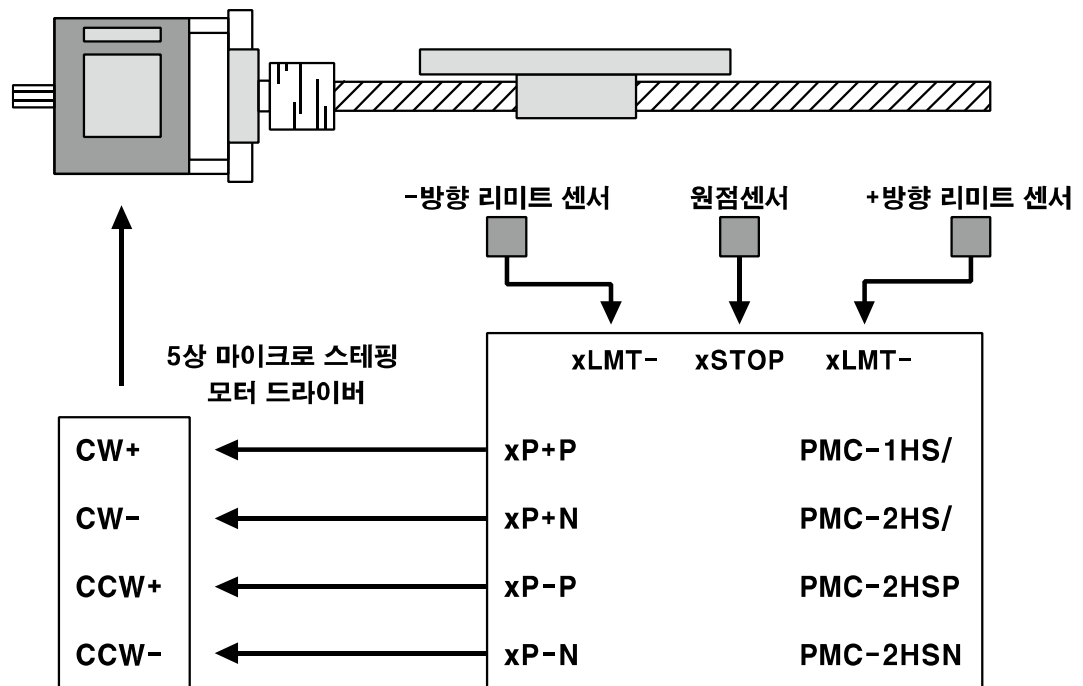 -방향 리미트 센서 원점센서 +방향 리미트 센서
5상 마이크로 스테핑
모터 드라이버
xLMT- xSTOP xLMT-
CW+ xP+P PMC-1HS/
CW- xP+N PMC-2HS/
CCW+ xP-P PMC-2HSP
CCW- xP-N PMC-2HSN